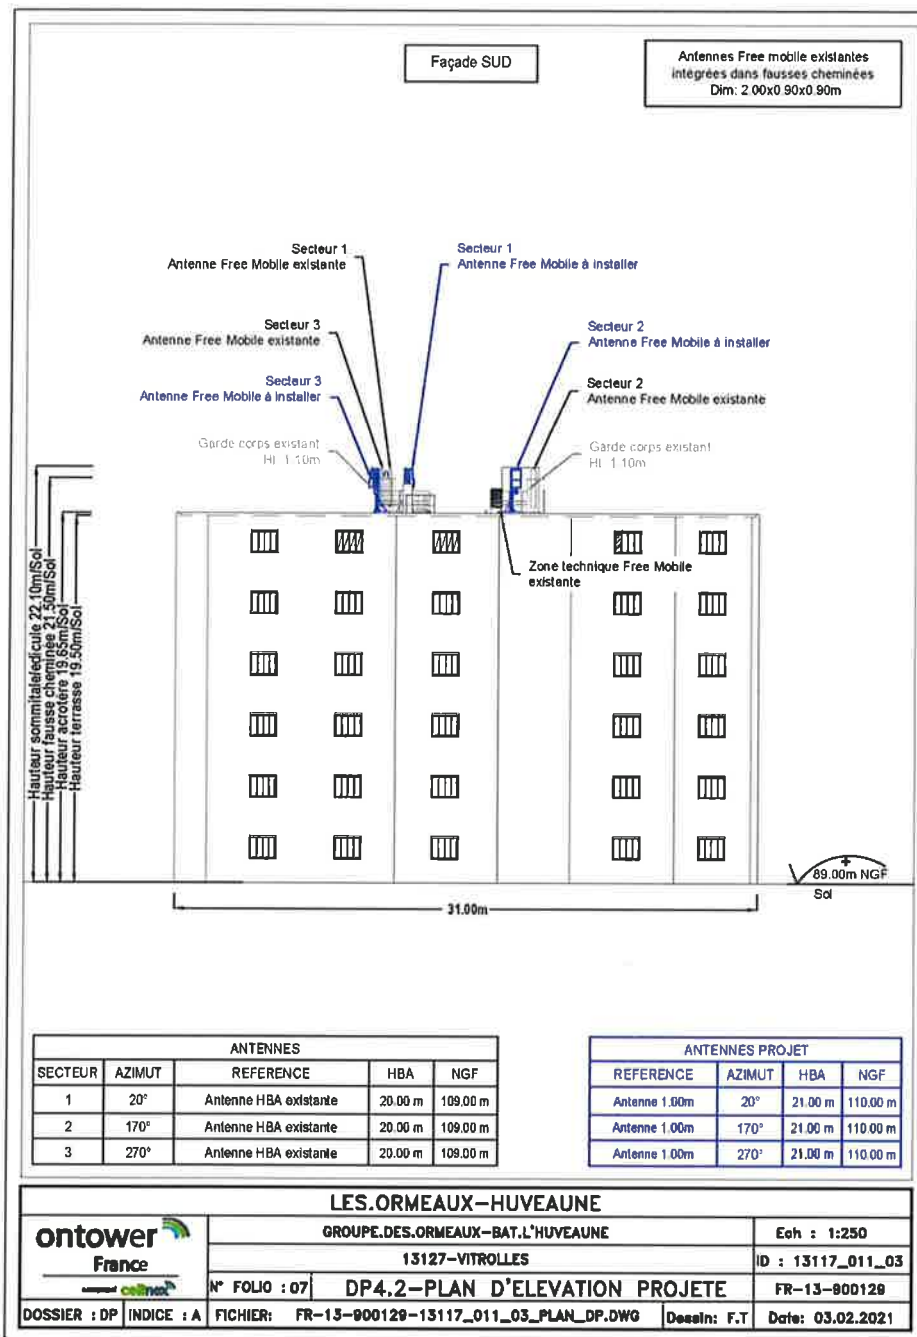 Façade SUD
Antennes Free mobile existantes
intégrées dans fausses cheminées
Dim: 2.00x0.90x0.90m
Secteur 1
Antenne Free Mobile existante
Secteur 1
Antenne Free Mobile à installer
Secteur 3
Antenne Free Mobile existante
Secteur 2
Antenne Free Mobile à installer
Secteur 3
Antenne Free Mobile à installer
Secteur 2
Antenne Free Mobile existante
Garde corps existant
Ht 1.10m
Garde corps existant
Ht 1.10m
Zone technique Free Mobile
existante
Hauteur sommitale/edicule 22.10m/Sol
Hauteur fausse cheminée 21.50m/Sol
Hauteur acrotère 19.65m/Sol
Hauteur terrasse 19.50m/Sol
89.00m NGF
Sol
31.00m
ANTENNES
SECTEUR AZIMUT REFERENCE HBA NGF
1 20° Antenne HBA existante 20.00 m 109.00 m
2 170° Antenne HBA existante 20.00 m 109.00 m
3 270° Antenne HBA existante 20.00 m 109.00 m
ANTENNES PROJET
REFERENCE AZIMUT HBA NGF
Antenne 1.00m 20° 21.00 m 110.00 m
Antenne 1.00m 170° 21.00 m 110.00 m
Antenne 1.00m 270° 21.00 m 110.00 m
LES.ORMEAUX-HUVEAUNE
ontower
France
cellnex
GROUPE.DES.ORMEAUX-BAT.L'HUVEAUNE
Ech : 1:250
13127-VITROLLES
ID : 13117_011_03
N° FOLIO : 07
DP4.2-PLAN D'ELEVATION PROJETE
FR-13-900129
DOSSIER : DP
INDICE : A
FICHIER: FR-13-900129-13117_011_03_PLAN_DP.DWG
Dessin: F.T
Date: 03.02.2021